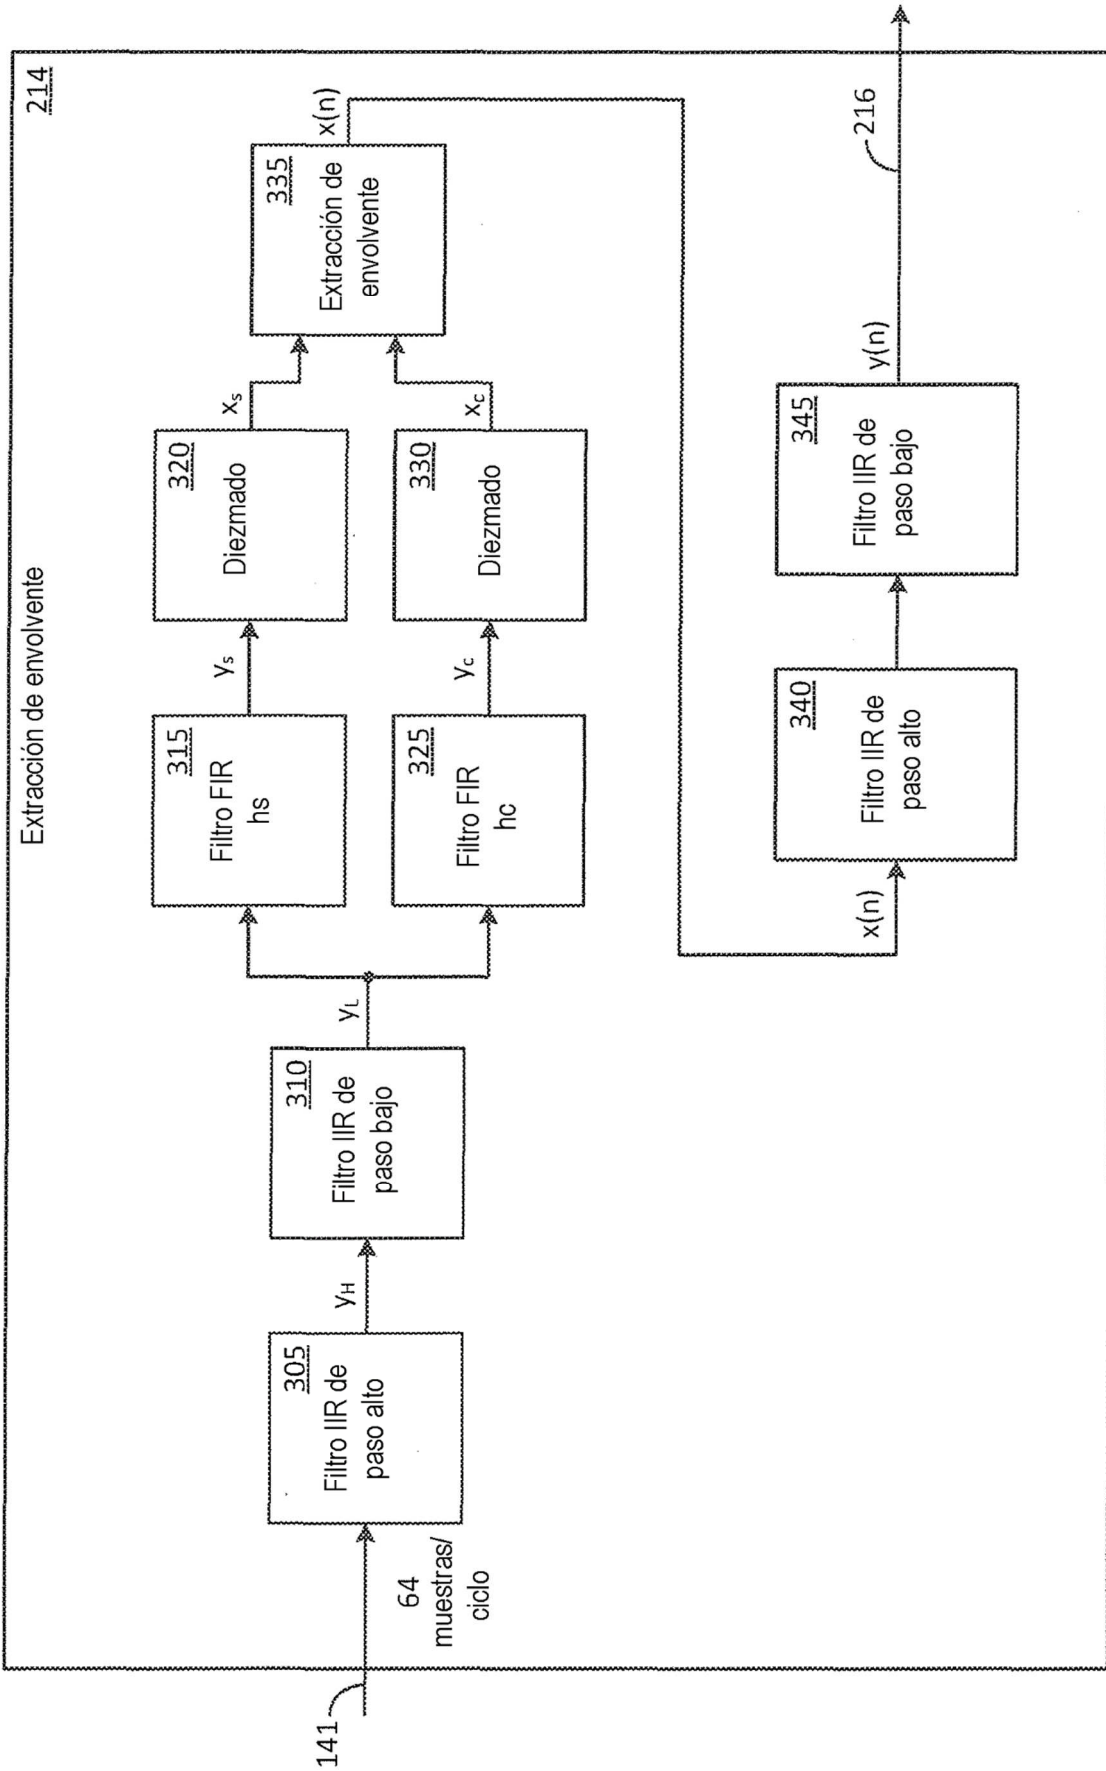 Extracción de envolvente
214
141
64
muestras/
ciclo
305
Filtro IIR de
paso alto
yH
310
Filtro IIR de
paso bajo
yL
315
Filtro FIR
hs
ys
320
Diezmado
xs
325
Filtro FIR
hc
yc
330
Diezmado
xc
335
Extracción de
envolvente
x(n)
x(n)
340
Filtro IIR de
paso alto
345
Filtro IIR de
paso bajo
y(n)
216